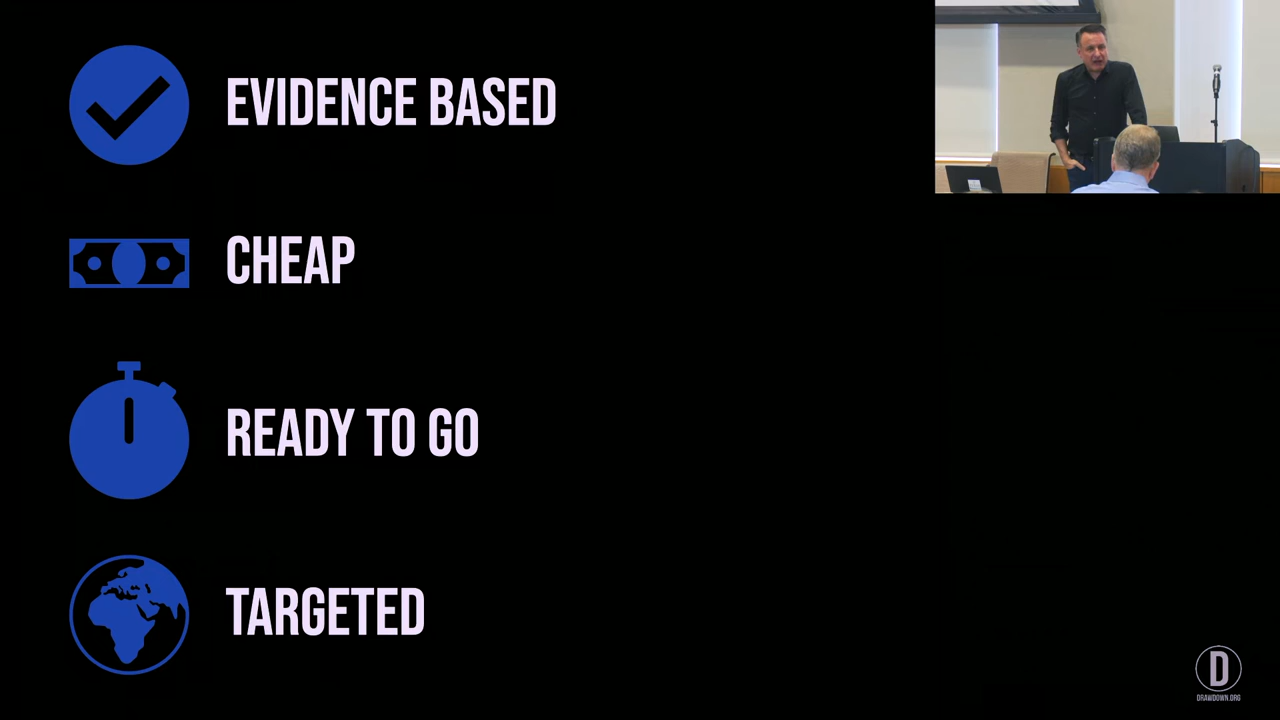 EVIDENCE BASED
CHEAP
READY TO GO
TARGETED
D
DRAWDOWN.ORG